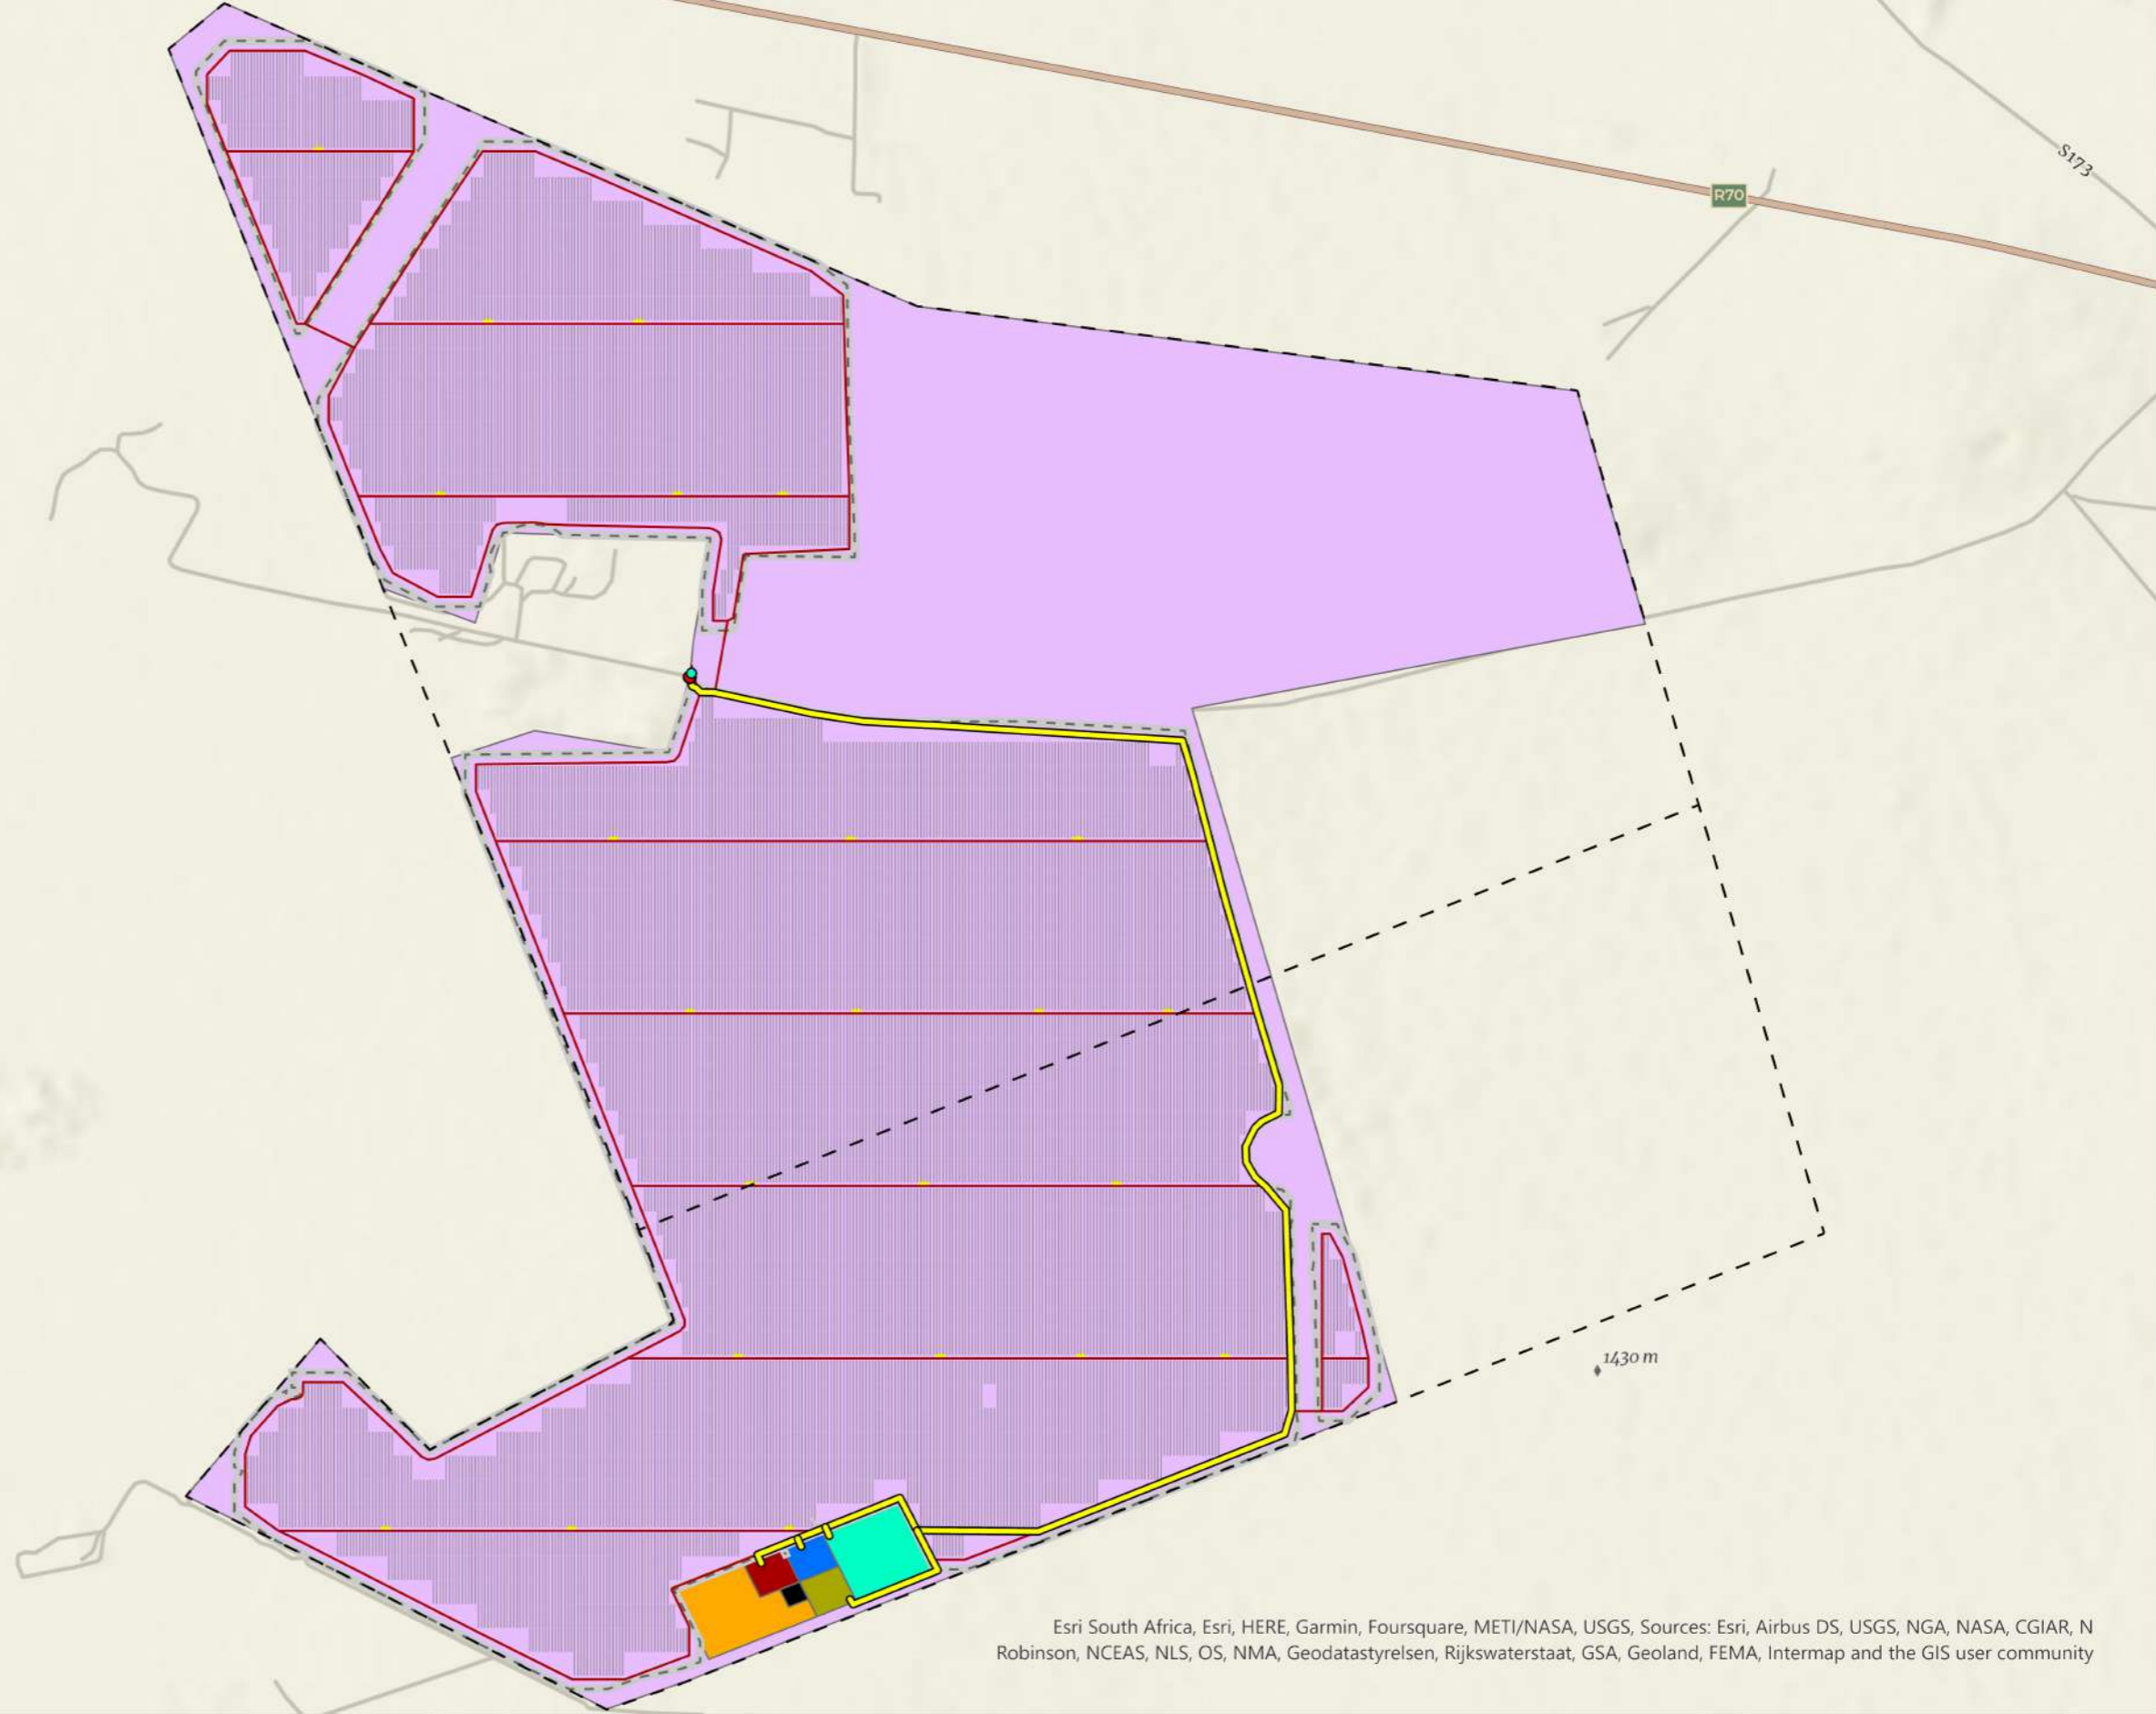 S173
R70
1430 m
Esri South Africa, Esri, HERE, Garmin, Foursquare, METI/NASA, USGS, Sources: Esri, Airbus DS, USGS, NGA, NASA, CGIAR, N
Robinson, NCEAS, NLS, OS, NMA, Geodatastyrelsen, Rijkswaterstaat, GSA, Geoland, FEMA, Intermap and the GIS user community